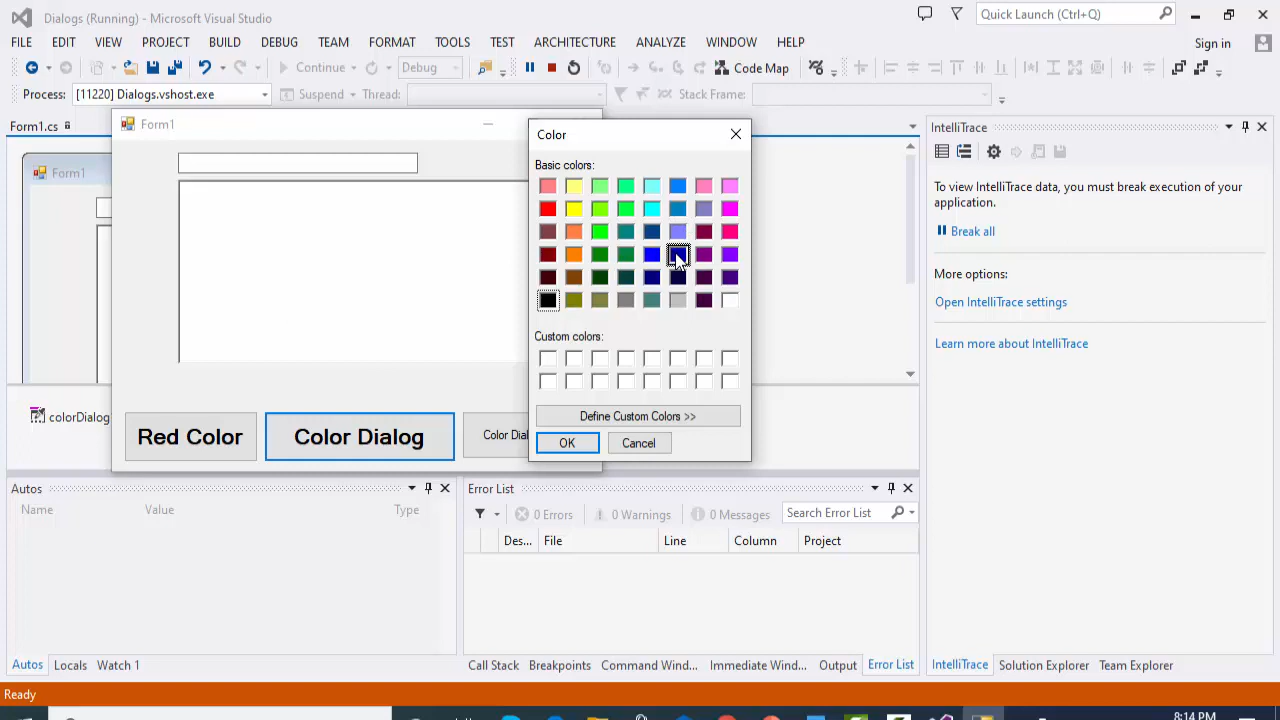 Dialogs (Running) - Microsoft Visual Studio
Quick Launch (Ctrl+Q)
FILE EDIT VIEW PROJECT BUILD DEBUG TEAM FORMAT TOOLS TEST ARCHITECTURE ANALYZE WINDOW HELP
Sign in
Continue Debug Code Map
Process: [11220] Dialogs.vshost.exe Suspend Thread: Stack Frame:
Form1.cs
Form1
Form1
Red Color
Color Dialog
Color Dial
colorDialog
Color
Basic colors:
Custom colors:
Define Custom Colors >>
OK Cancel
IntelliTrace
To view IntelliTrace data, you must break execution of your
application.
Break all
More options:
Open IntelliTrace settings
Learn more about IntelliTrace
Autos
Name Value Type
Autos Locals Watch 1
Error List
0 Errors 0 Warnings 0 Messages Search Error List
Des... File Line Column Project
Call Stack Breakpoints Command Wind... Immediate Wind... Output Error List
IntelliTrace Solution Explorer Team Explorer
Ready
8:14 PM